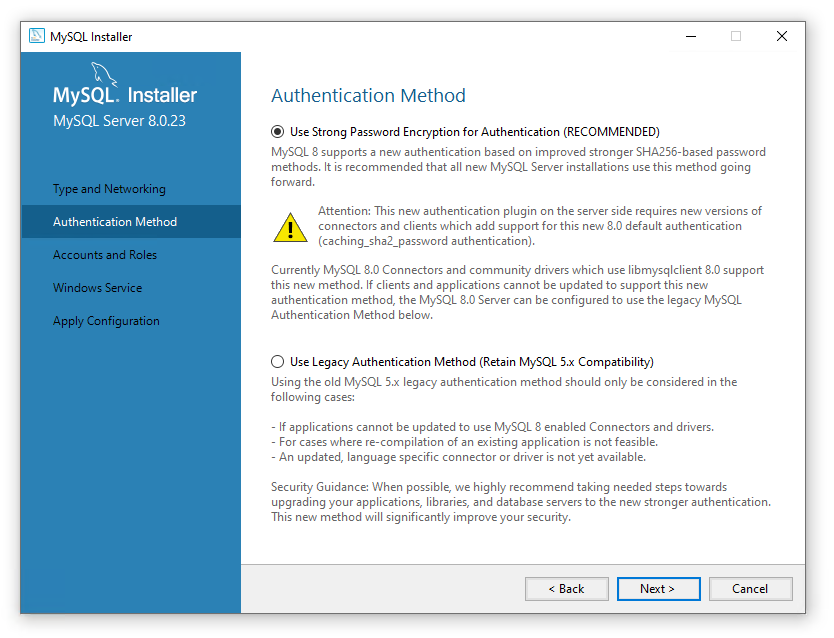 MySQL Installer
MySQL. Installer
MySQL Server 8.0.23
Type and Networking
Authentication Method
Accounts and Roles
Windows Service
Apply Configuration
Authentication Method
Use Strong Password Encryption for Authentication (RECOMMENDED)
MySQL 8 supports a new authentication based on improved stronger SHA256-based password
methods. It is recommended that all new MySQL Server installations use this method going
forward.
Attention: This new authentication plugin on the server side requires new versions of
connectors and clients which add support for this new 8.0 default authentication
(caching_sha2_password authentication).
Currently MySQL 8.0 Connectors and community drivers which use libmysqlclient 8.0 support
this new method. If clients and applications cannot be updated to support this new
authentication method, the MySQL 8.0 Server can be configured to use the legacy MySQL
Authentication Method below.
Use Legacy Authentication Method (Retain MySQL 5.x Compatibility)
Using the old MySQL 5.x legacy authentication method should only be considered in the
following cases:
- If applications cannot be updated to use MySQL 8 enabled Connectors and drivers.
- For cases where re-compilation of an existing application is not feasible.
- An updated, language specific connector or driver is not yet available.
Security Guidance: When possible, we highly recommend taking needed steps towards
upgrading your applications, libraries, and database servers to the new stronger authentication.
This new method will significantly improve your security.
< Back
Next >
Cancel